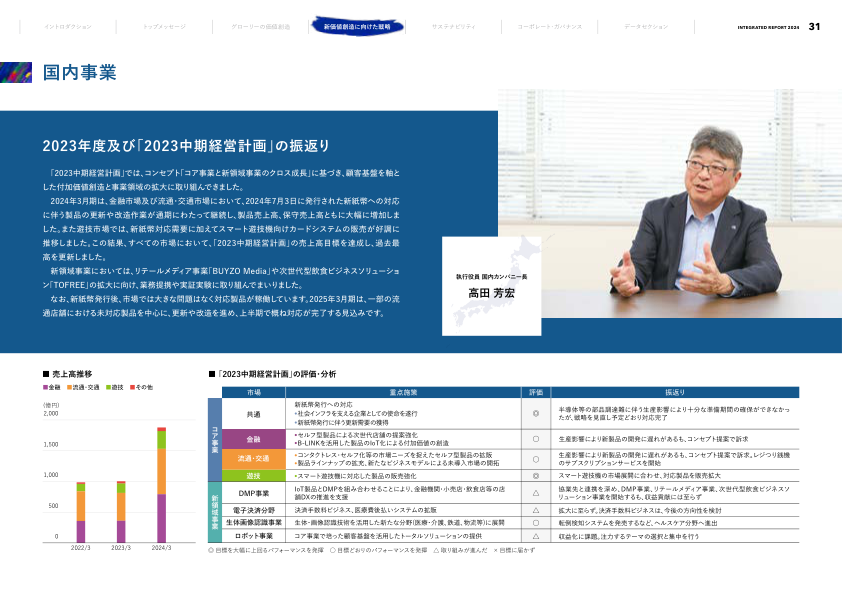 イントロダクション
トップメッセージ
グローリーの価値創造
新価値創造に向けた戦略
サステナビリティ
コーポレート・ガバナンス
データセクション
INTEGRATED REPORT 2024 31
国内事業
2023年度及び「2023中期経営計画」の振返り
「2023中期経営計画」では、コンセプト「コア事業と新領域事業のクロス成長」に基づき、顧客基盤を軸と
した付加価値創造と事業領域の拡大に取り組んできました。
2024年3月期は、金融市場及び流通・交通市場において、2024年7月3日に発行された新紙幣への対応
に伴う製品の更新や改造作業が通期にわたって継続し、製品売上高、保守売上高ともに大幅に増加しま
した。また遊技市場では、新紙幣対応需要に加えてスマート遊技機向けカードシステムの販売が好調に
推移しました。この結果、すべての市場において、「2023中期経営計画」の売上高目標を達成し、過去最
高を更新しました。
新領域事業においては、リテールメディア事業「BUYZO Media」や次世代型飲食ビジネスソリューショ
ン「TOFREE」の拡大に向け、業務提携や実証実験に取り組んでまいりました。
なお、新紙幣発行後、市場では大きな問題はなく対応製品が稼働しています。2025年3月期は、一部の流
通店舗における未対応製品を中心に、更新や改造を進め、上半期で概ね対応が完了する見込みです。
執行役員 国内カンパニー長
髙田 芳宏
■ 売上高推移
■金融 ■流通・交通 ■遊技 ■その他
(億円)
2,000
1,500
1,000
500
0
2022/3 2023/3 2024/3
■「2023中期経営計画」の評価・分析
市場 重点施策 評価 振返り
コア事業
共通
新紙幣発行への対応
・社会インフラを支える企業としての使命を遂行
・新紙幣発行に伴う更新需要の獲得
◎
半導体等の部品調達難に伴う生産影響により十分な準備期間の確保ができなかっ
たが、戦略を見直し予定どおり対応完了
金融
・セルフ型製品による次世代店舗の提案強化
・B-LINKを活用した製品のIoT化による付加価値の創造
○
生産影響により新製品の開発に遅れがあるも、コンセプト提案で訴求
流通・交通
・コンタクトレス・セルフ化等のニーズを捉えたセルフ型製品の拡販
・製品ラインナップの拡充、新たなビジネスモデルによる未導入市場の開拓
○
生産影響により新製品の開発に遅れがあるも、コンセプト提案で訴求。レジつり銭機
のサブスクリプションサービスを開始
遊技
・スマート遊技機に対応した製品の販売強化
◎
スマート遊技機の市場展開に合わせ、対応製品を販売拡大
新領域事業
DMP事業
IoT製品とDMPを組み合わせることにより、金融機関・小売店・飲食店等の店
舗DXの推進を支援
△
協業先と連携を深め、DMP事業、リテールメディア事業、次世代型飲食ビジネスソ
リューション事業を開始するも、収益貢献には至らず
電子決済分野
決済手数料ビジネス、医療費後払いシステムの拡販
△
拡大に至らず。決済手数料ビジネスは、今後の方向性を検討
生体画像認識事業
生体・画像認識技術を活用した新たな分野(医療・介護、鉄道、物流等)に展開
○
転倒検知システムを発売するなど、ヘルスケア分野へ進出
ロボット事業
コア事業で培った顧客基盤を活用したトータルソリューションの提供
△
収益化に課題。注力するテーマの選択と集中を行う
◎ 目標を大幅に上回るパフォーマンスを発揮 ○ 目標どおりのパフォーマンスを発揮 △ 取り組みが進んだ × 目標に届かず